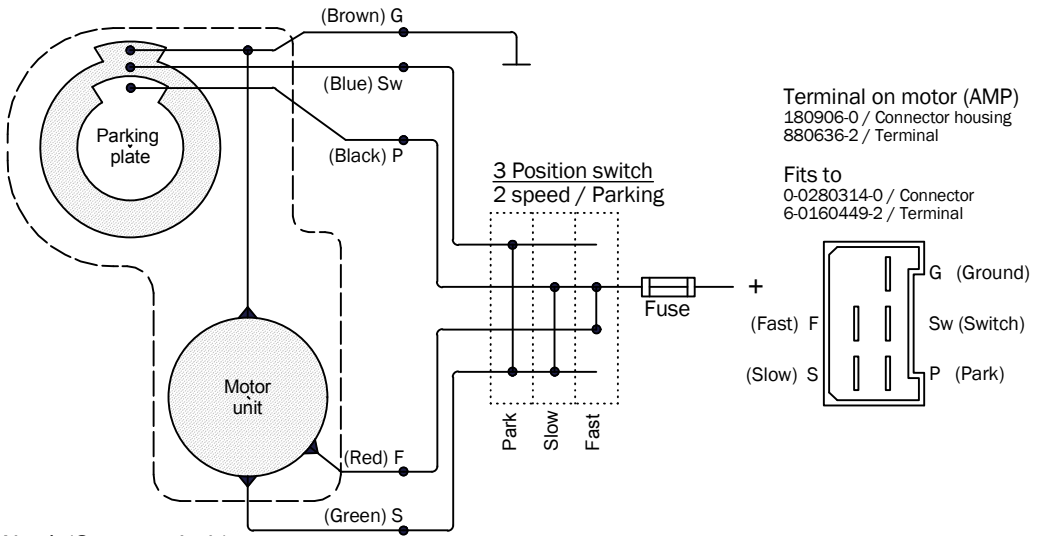 (Brown) G
(Blue) Sw
(Black) P
Parking
plate
3 Position switch
2 speed / Parking
Terminal on motor (AMP)
180906-0 / Connector housing
880636-2 / Terminal
Fits to
0-0280314-0 / Connector
6-0160449-2 / Terminal
G (Ground)
Fuse
+
(Fast) F
Sw (Switch)
(Slow) S
P (Park)
Motor
unit
Park
Slow
Fast
(Red) F
(Green) S